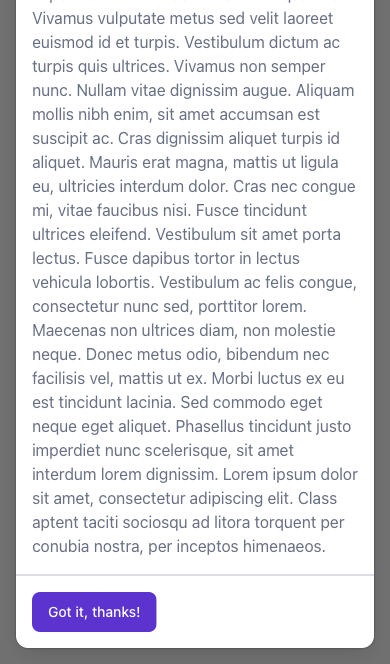 Vivamus vulputate metus sed velit laoreet
euismod id et turpis. Vestibulum dictum ac
turpis quis ultrices. Vivamus non semper
nunc. Nullam vitae dignissim augue. Aliquam
mollis nibh enim, sit amet accumsan est
suscipit ac. Cras dignissim aliquet turpis id
aliquet. Mauris erat magna, mattis ut ligula
eu, ultricies interdum dolor. Cras nec congue
mi, vitae faucibus nisi. Fusce tincidunt
ultrices eleifend. Vestibulum sit amet porta
lectus. Fusce dapibus tortor in lectus
vehicula lobortis. Vestibulum ac felis congue,
consectetur nunc sed, porttitor lorem.
Maecenas non ultrices diam, non molestie
neque. Donec metus odio, bibendum nec
facilisis vel, mattis ut ex. Morbi luctus ex eu
est tincidunt lacinia. Sed commodo eget
neque eget aliquet. Phasellus tincidunt justo
imperdiet nunc scelerisque, sit amet
interdum lorem dignissim. Lorem ipsum dolor
sit amet, consectetur adipiscing elit. Class
aptent taciti sociosqu ad litora torquent per
conubia nostra, per inceptos himenaeos.
Got it, thanks!